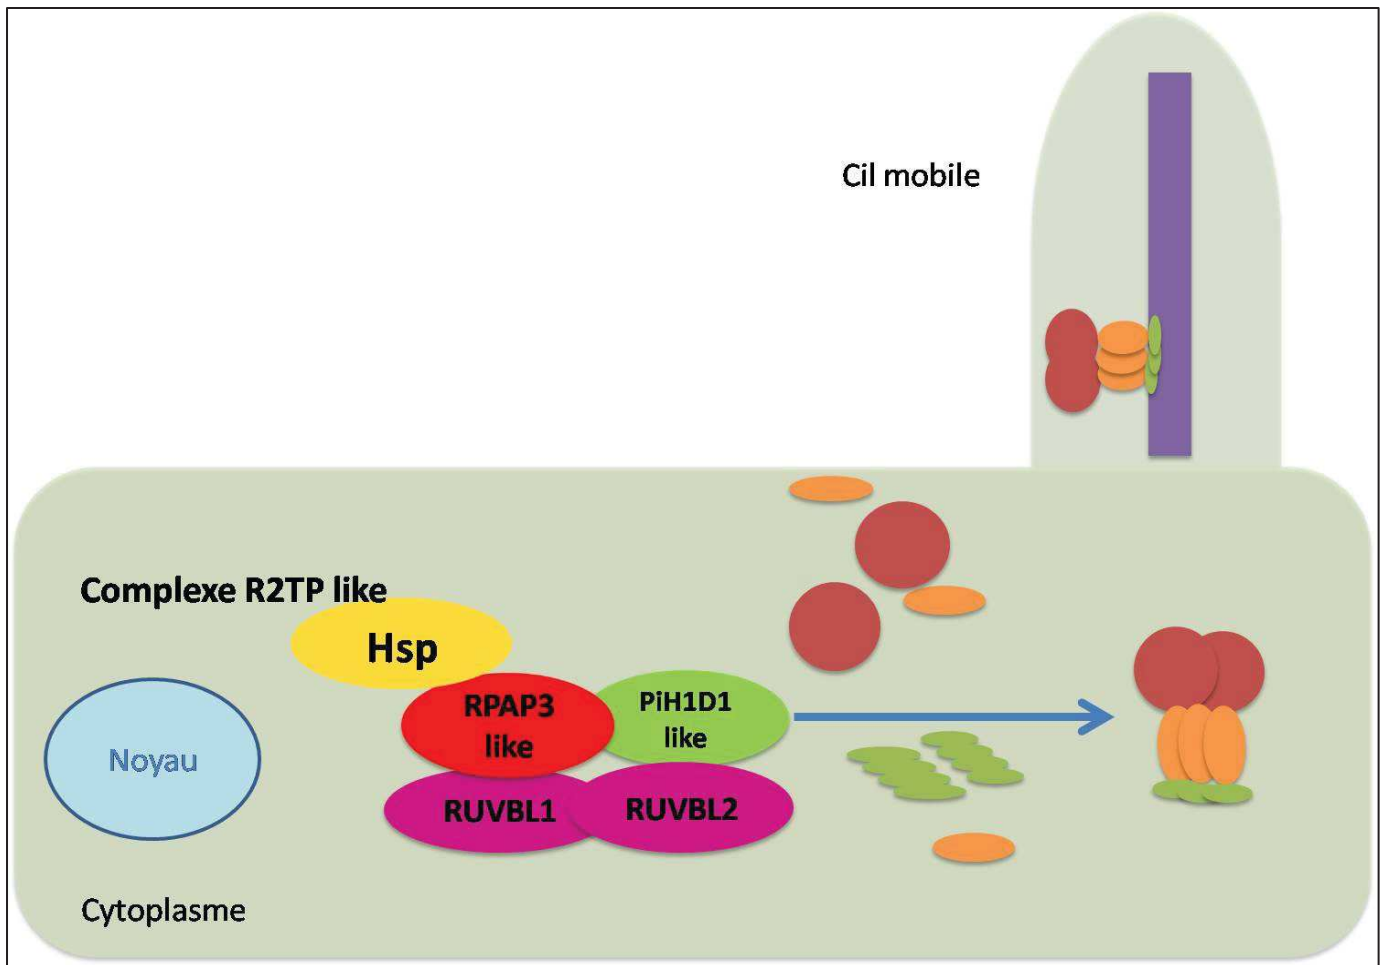 Cil mobile
Complexe R2TP like
Hsp
RPAP3
like
PiH1D1
like
Noyau
RUVBL1
RUVBL2
Cytoplasme